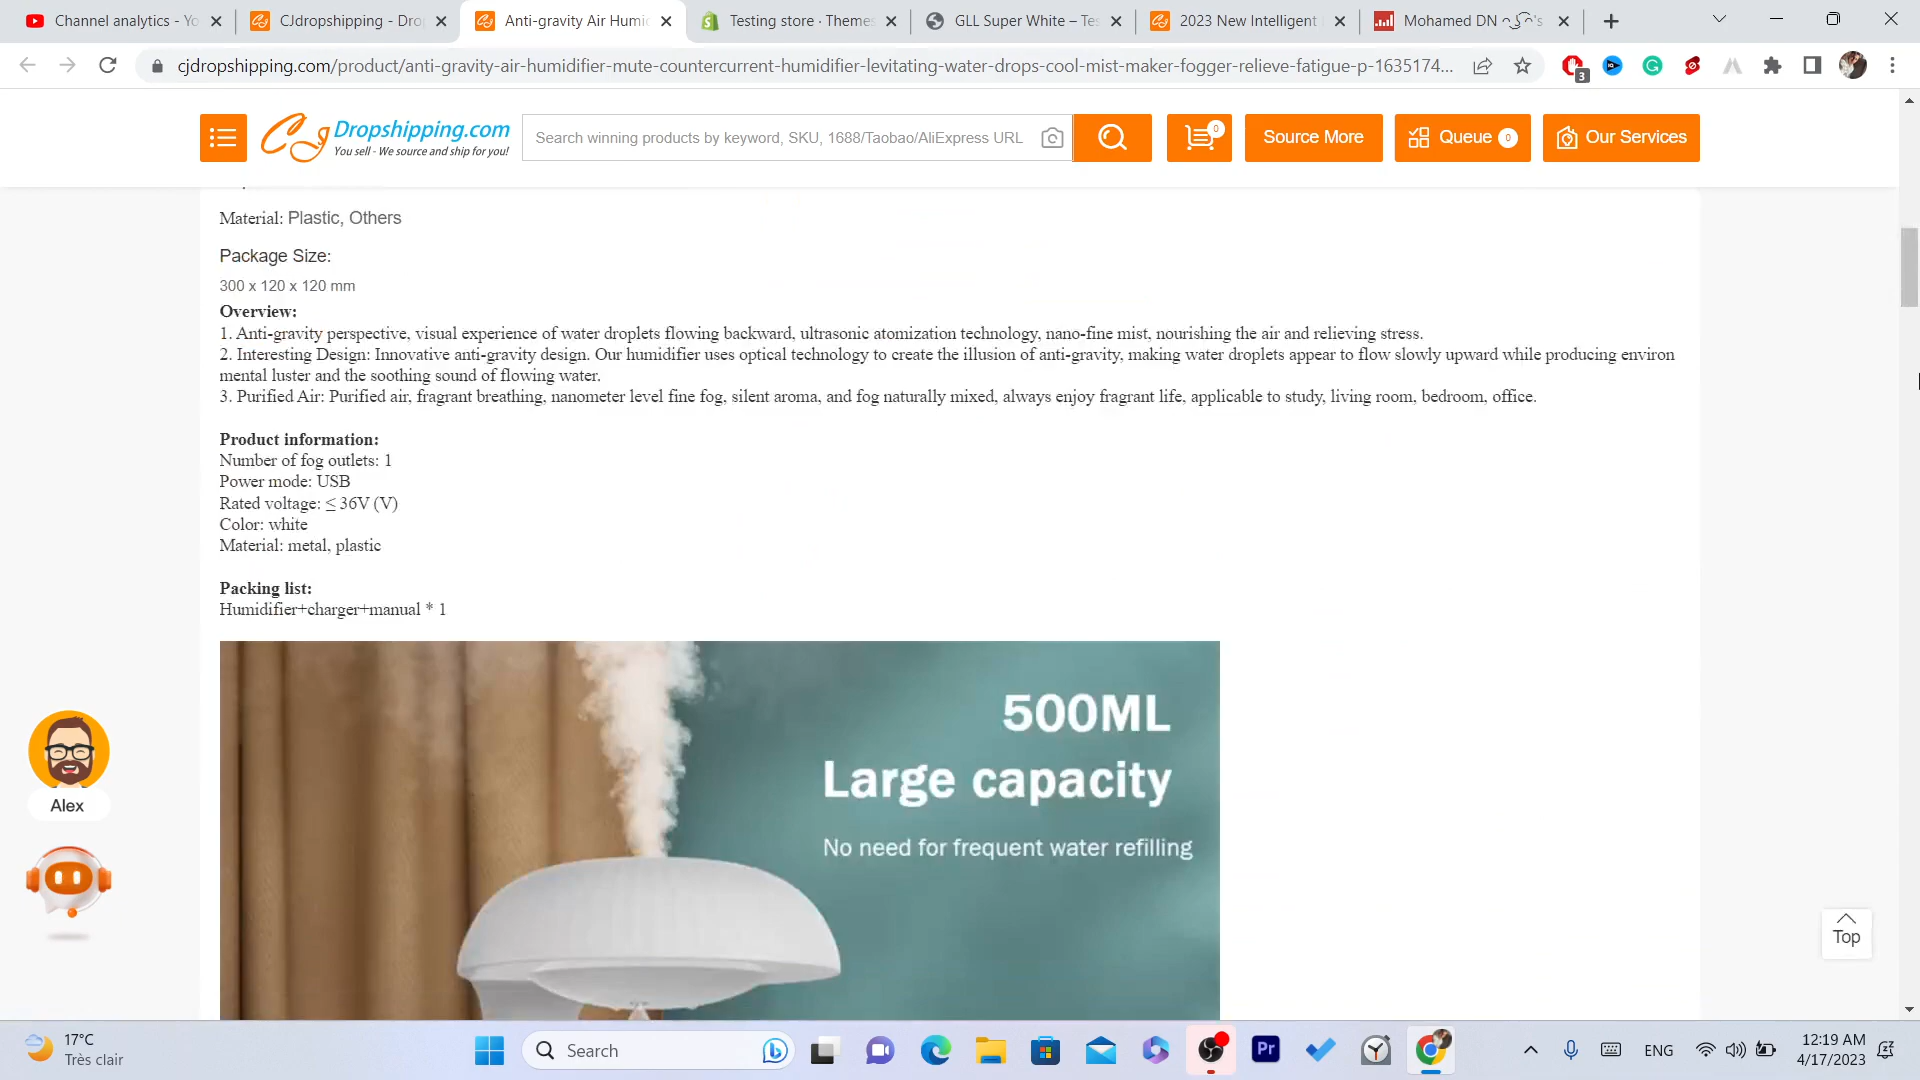 Channel analytics - Yo
CJdropshipping - Dro
Anti-gravity Air Humi
Testing store · Themes
GLL Super White – Te
2023 New Intelligent
Mohamed DN
cjdropshipping.com/product/anti-gravity-air-humidifier-mute-countercurrent-humidifier-levitating-water-drops-cool-mist-maker-fogger-relieve-fatigue-p-1635174...
3
Dropshipping.com
You sell - We source and ship for you!
Search winning products by keyword, SKU, 1688/Taobao/AliExpress URL
0
Source More
Queue 0
Our Services
Material: Plastic, Others
Package Size:
300 x 120 x 120 mm
Overview:
1. Anti-gravity perspective, visual experience of water droplets flowing backward, ultrasonic atomization technology, nano-fine mist, nourishing the air and relieving stress.
2. Interesting Design: Innovative anti-gravity design. Our humidifier uses optical technology to create the illusion of anti-gravity, making water droplets appear to flow slowly upward while producing environ
mental luster and the soothing sound of flowing water.
3. Purified Air: Purified air, fragrant breathing, nanometer level fine fog, silent aroma, and fog naturally mixed, always enjoy fragrant life, applicable to study, living room, bedroom, office.
Product information:
Number of fog outlets: 1
Power mode: USB
Rated voltage: ≤ 36V (V)
Color: white
Material: metal, plastic
Packing list:
Humidifier+charger+manual * 1
500ML
Large capacity
No need for frequent water refilling
Alex
Top
17°C
Très clair
Search
Pr
ENG
12:19 AM
4/17/2023